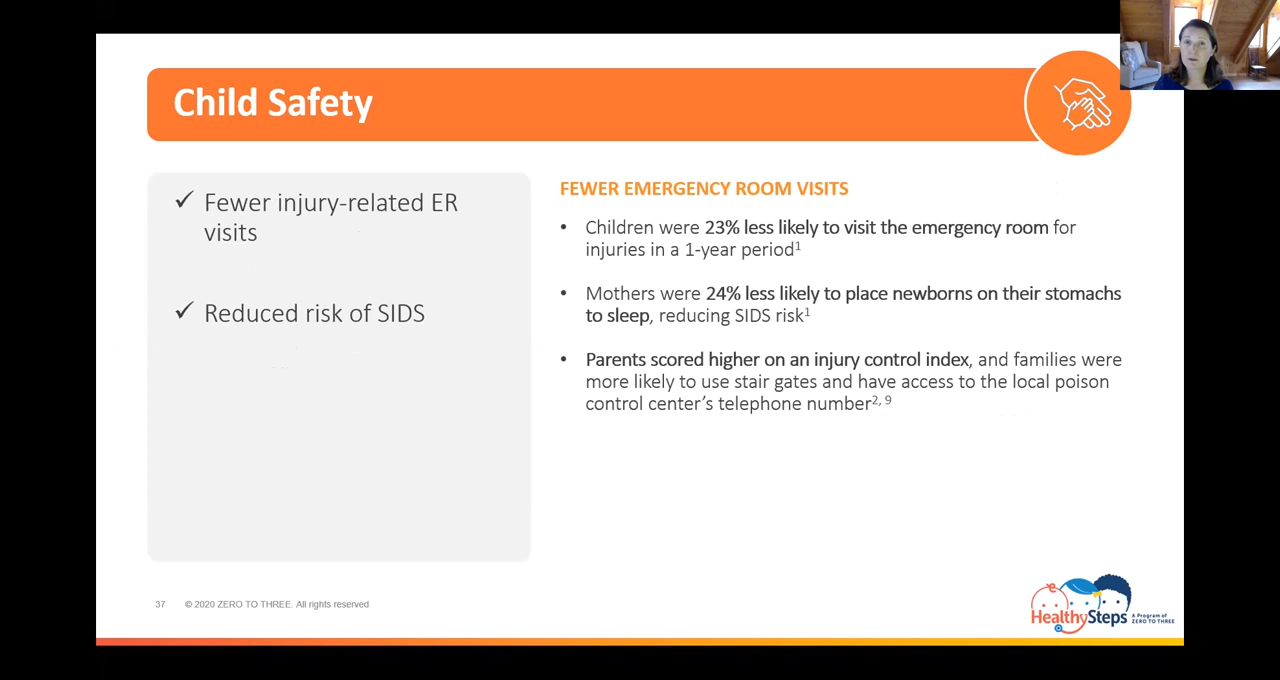 Child Safety
✓ Fewer injury-related ER
visits
✓ Reduced risk of SIDS
FEWER EMERGENCY ROOM VISITS
• Children were 23% less likely to visit the emergency room for
injuries in a 1-year period¹
• Mothers were 24% less likely to place newborns on their stomachs
to sleep, reducing SIDS risk¹
• Parents scored higher on an injury control index, and families were
more likely to use stair gates and have access to the local poison
control center’s telephone number²˒ ⁹
37 © 2020 ZERO TO THREE. All rights reserved.
HealthySteps
A Program of
ZERO TO THREE